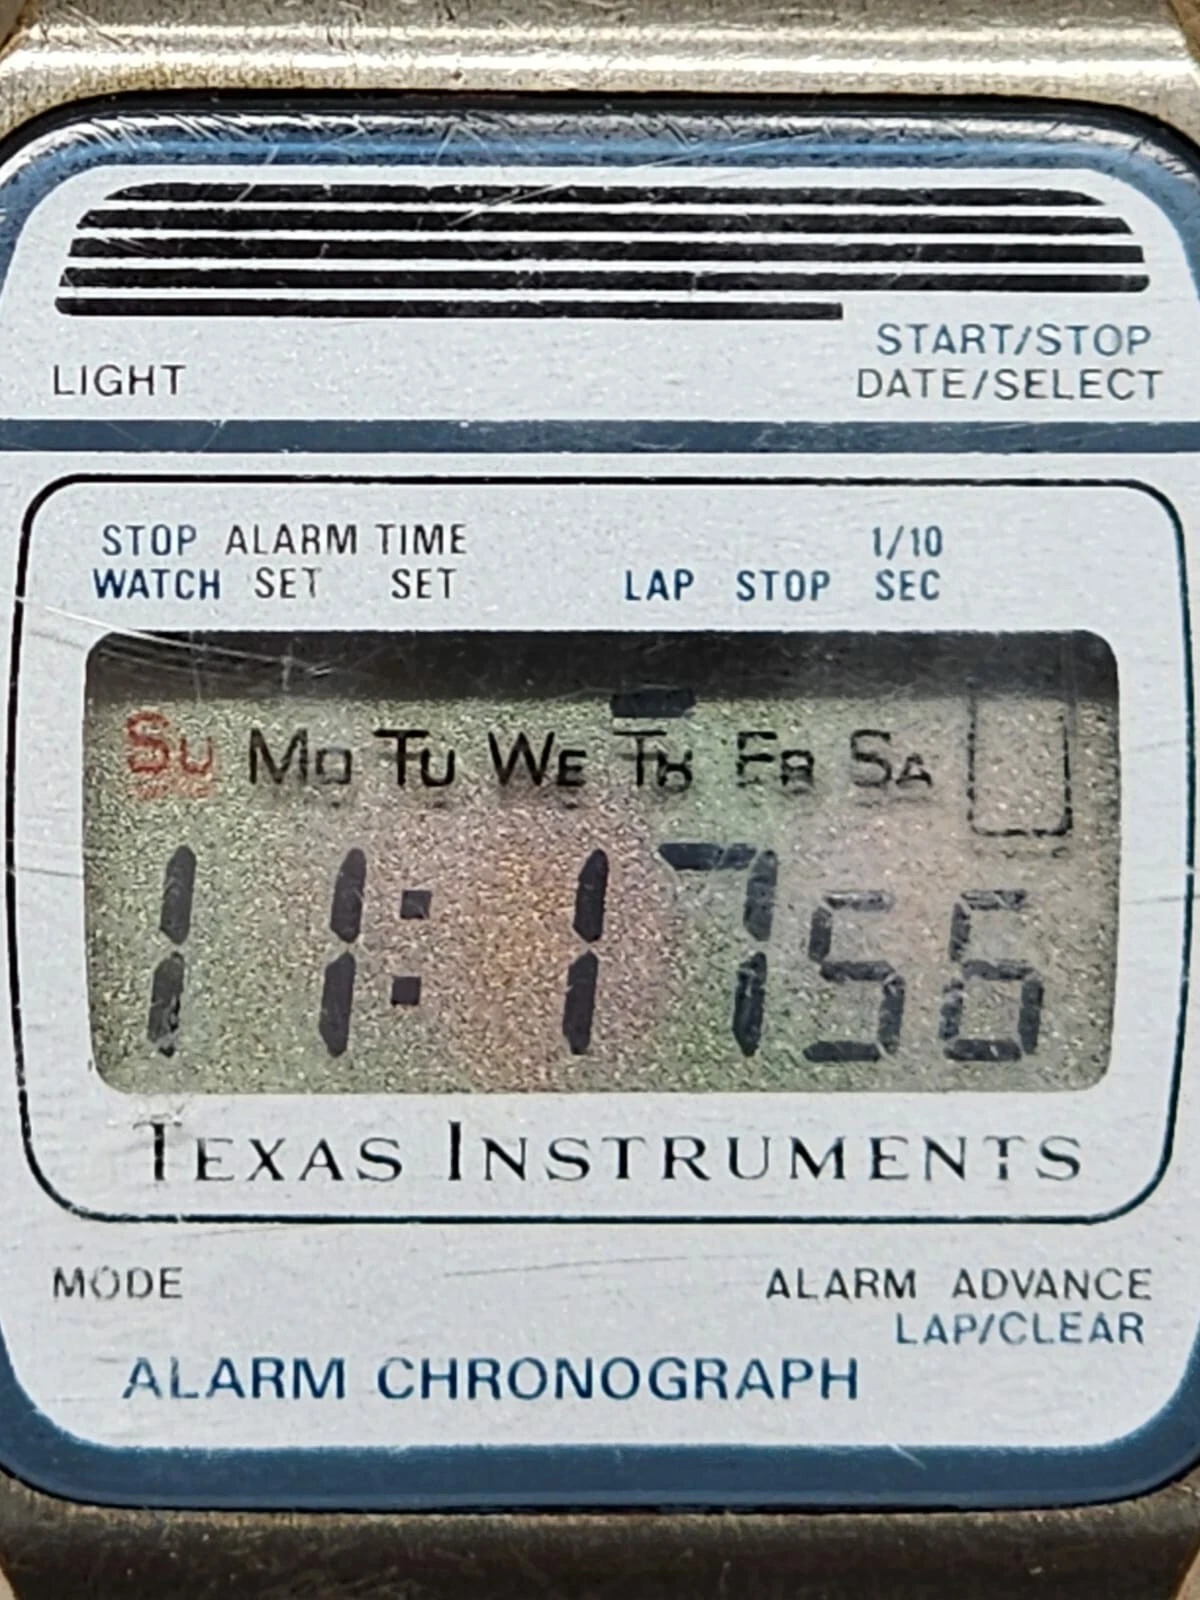 LIGHT
START/STOP
DATE/SELECT
STOP ALARM TIME 1/10
WATCH SET SET LAP STOP SEC
SU MO TU WE TH FR SA
11:17 56
TEXAS INSTRUMENTS
MODE
ALARM ADVANCE
LAP/CLEAR
ALARM CHRONOGRAPH